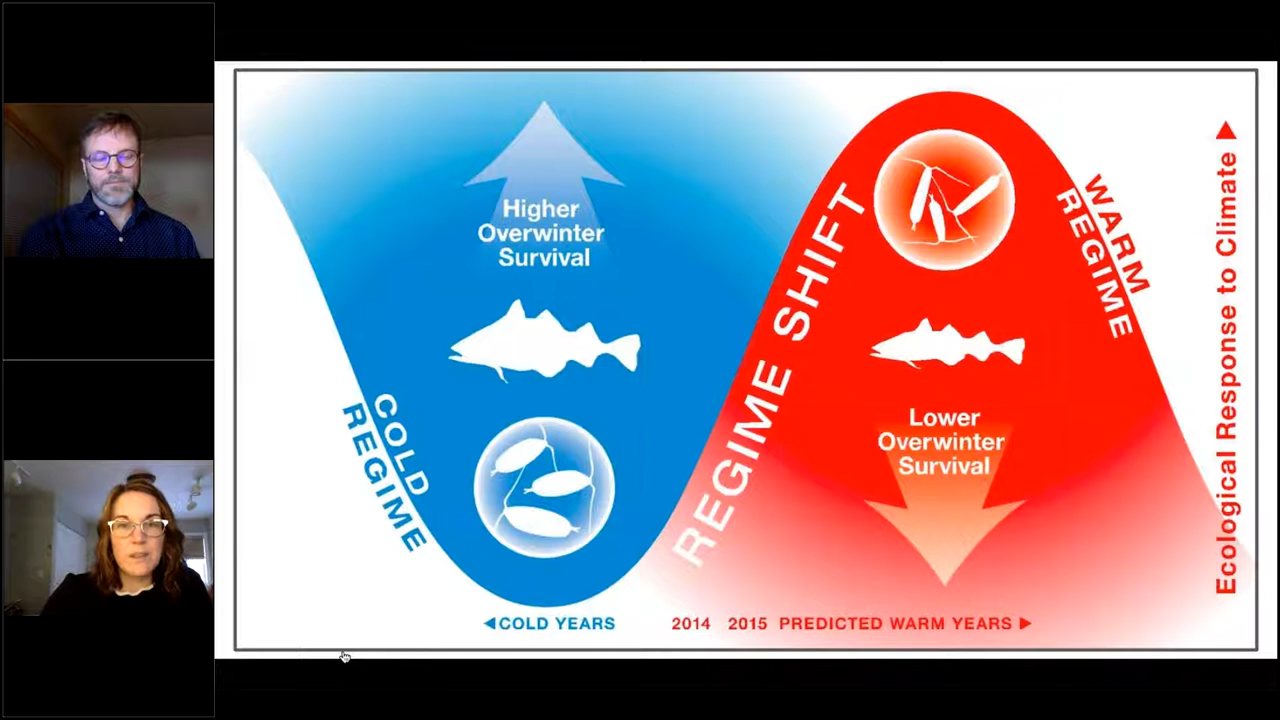 Higher
Overwinter
Survival
COLD
REGIME
REGIME SHIFT
WARM
REGIME
Lower
Overwinter
Survival
Ecological Response to Climate ▶
◀COLD YEARS
2014 2015 PREDICTED WARM YEARS ▶